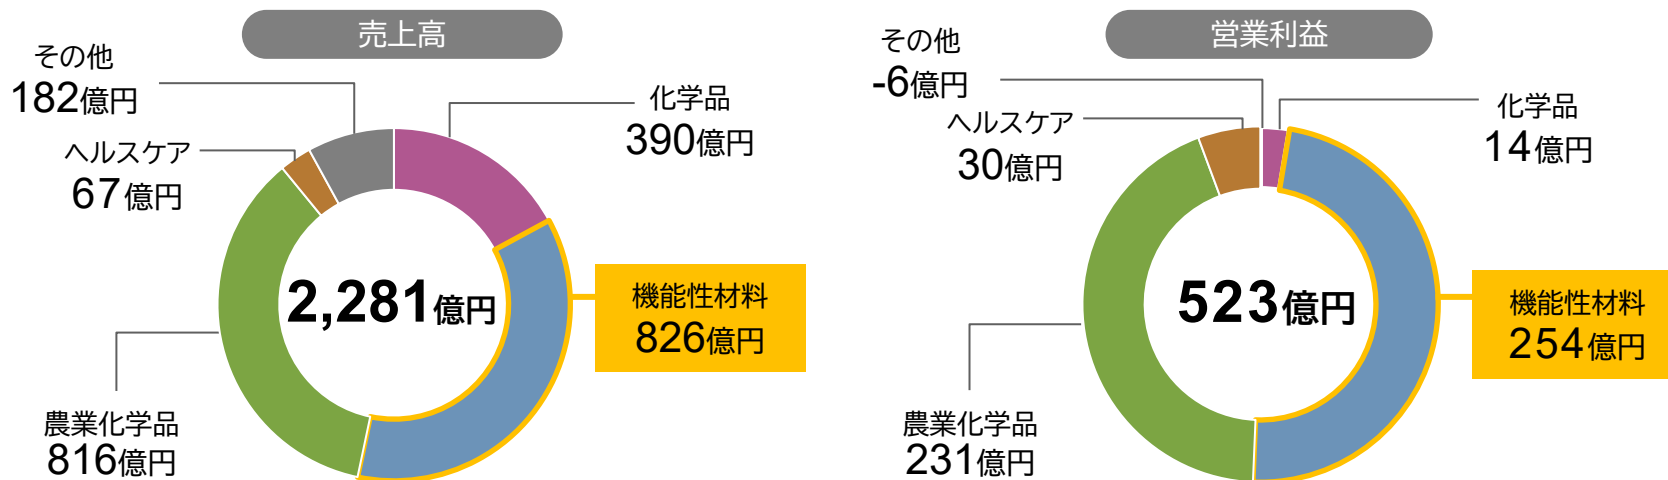 売上高
その他
182億円
化学品
390億円
ヘルスケア
67億円
2,281億円
機能性材料
826億円
農業化学品
816億円
営業利益
その他
-6億円
化学品
14億円
ヘルスケア
30億円
523億円
機能性材料
254億円
農業化学品
231億円